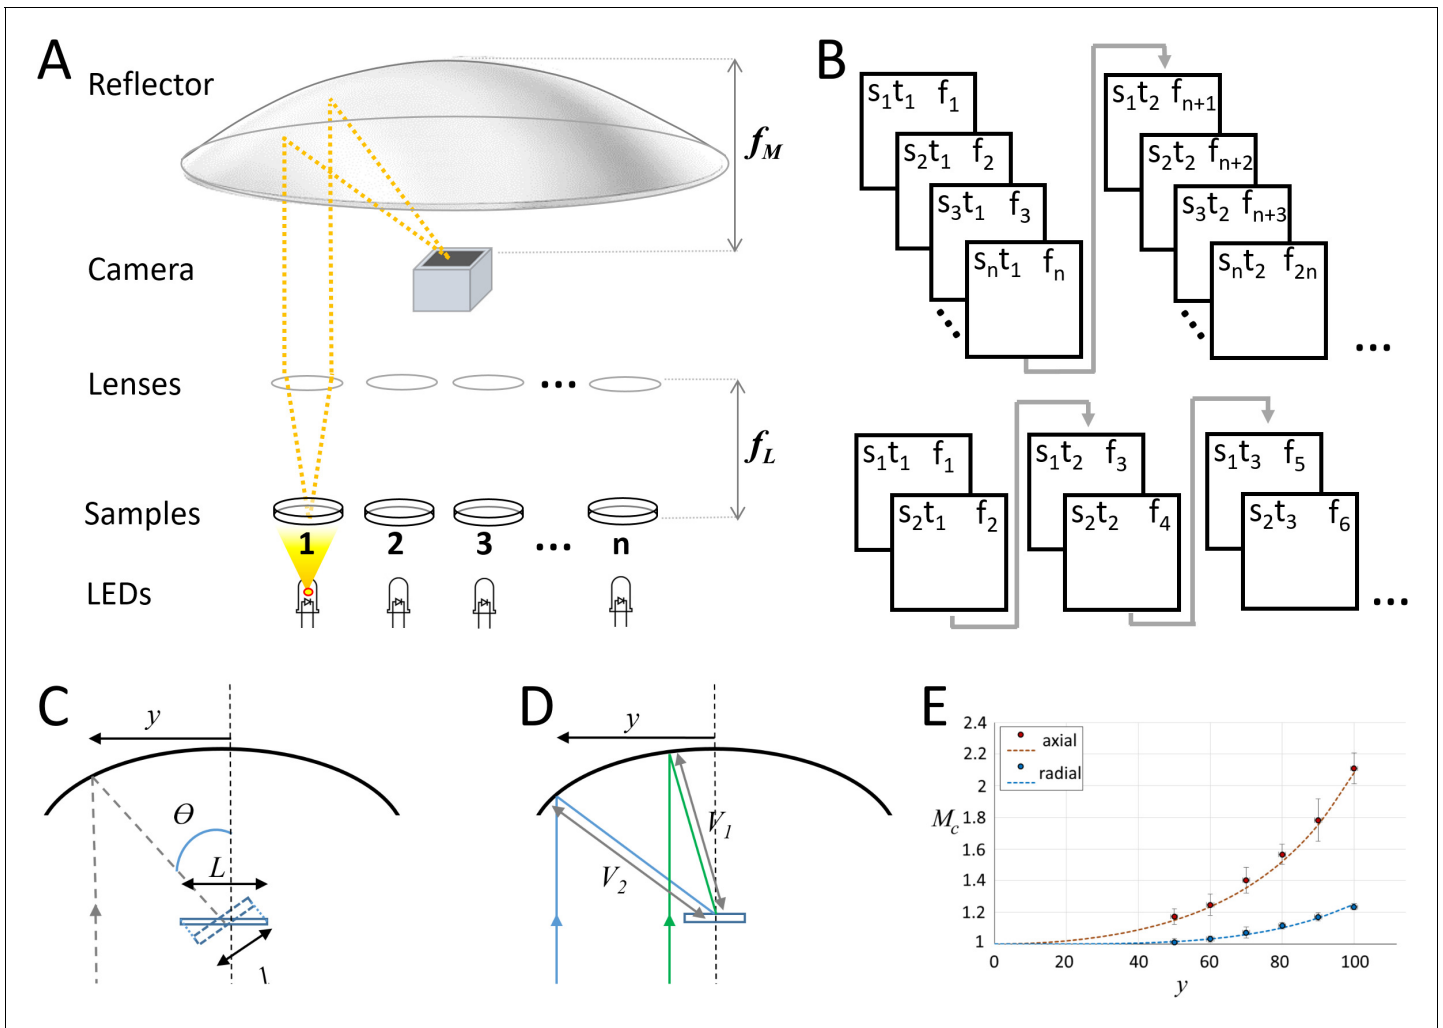 A
Reflector
f_M
Camera
Lenses
...
f_L
Samples
1 2 3 ... n
LEDs
B
s₁t₁ f₁
s₂t₁ f₂
s₃t₁ f₃
sₙt₁ fₙ
...
s₁t₂ fₙ₊₁
s₂t₂ fₙ₊₂
s₃t₂ fₙ₊₃
sₙt₂ f₂ₙ
...
...
s₁t₁ f₁
s₂t₁ f₂
s₁t₂ f₃
s₂t₂ f₄
s₁t₃ f₅
s₂t₃ f₆
...
C
y
Θ
L
l
D
y
V₁
V₂
E
2.4
2.2
2
1.8
1.6
1.4
1.2
1
M_c
axial
radial
0 20 40 60 80 100
y